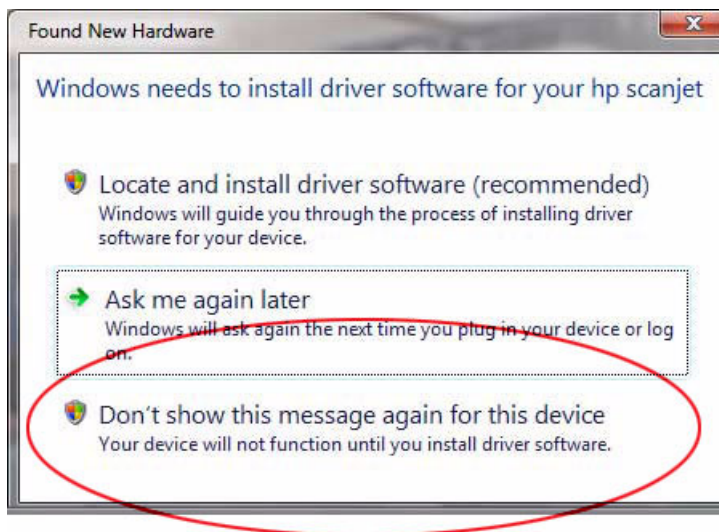 Found New Hardware
Windows needs to install driver software for your hp scanjet
Locate and install driver software (recommended)
Windows will guide you through the process of installing driver
software for your device.
Ask me again later
Windows will ask again the next time you plug in your device or log
on.
Don't show this message again for this device
Your device will not function until you install driver software.